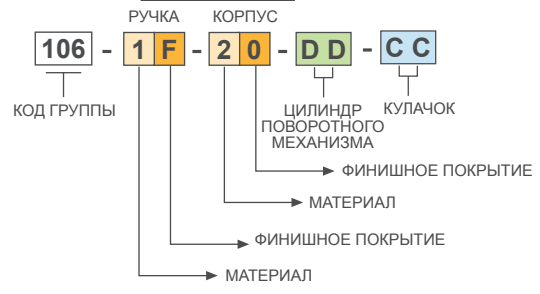 РУЧКА КОРПУС
106 - 1 F - 2 0 - D D - C C
КОД ГРУППЫ
ЦИЛИНДР
ПОВОРОТНОГО
МЕХАНИЗМА
КУЛАЧОК
ФИНИШНОЕ ПОКРЫТИЕ
МАТЕРИАЛ
ФИНИШНОЕ ПОКРЫТИЕ
МАТЕРИАЛ